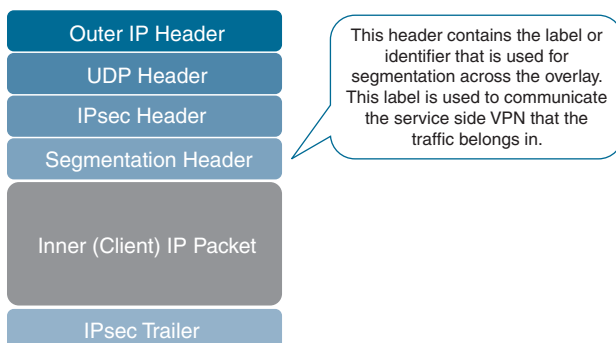 Outer IP Header
UDP Header
IPsec Header
Segmentation Header
Inner (Client) IP Packet
IPsec Trailer
This header contains the label or
identifier that is used for
segmentation across the overlay.
This label is used to communicate
the service side VPN that the
traffic belongs in.